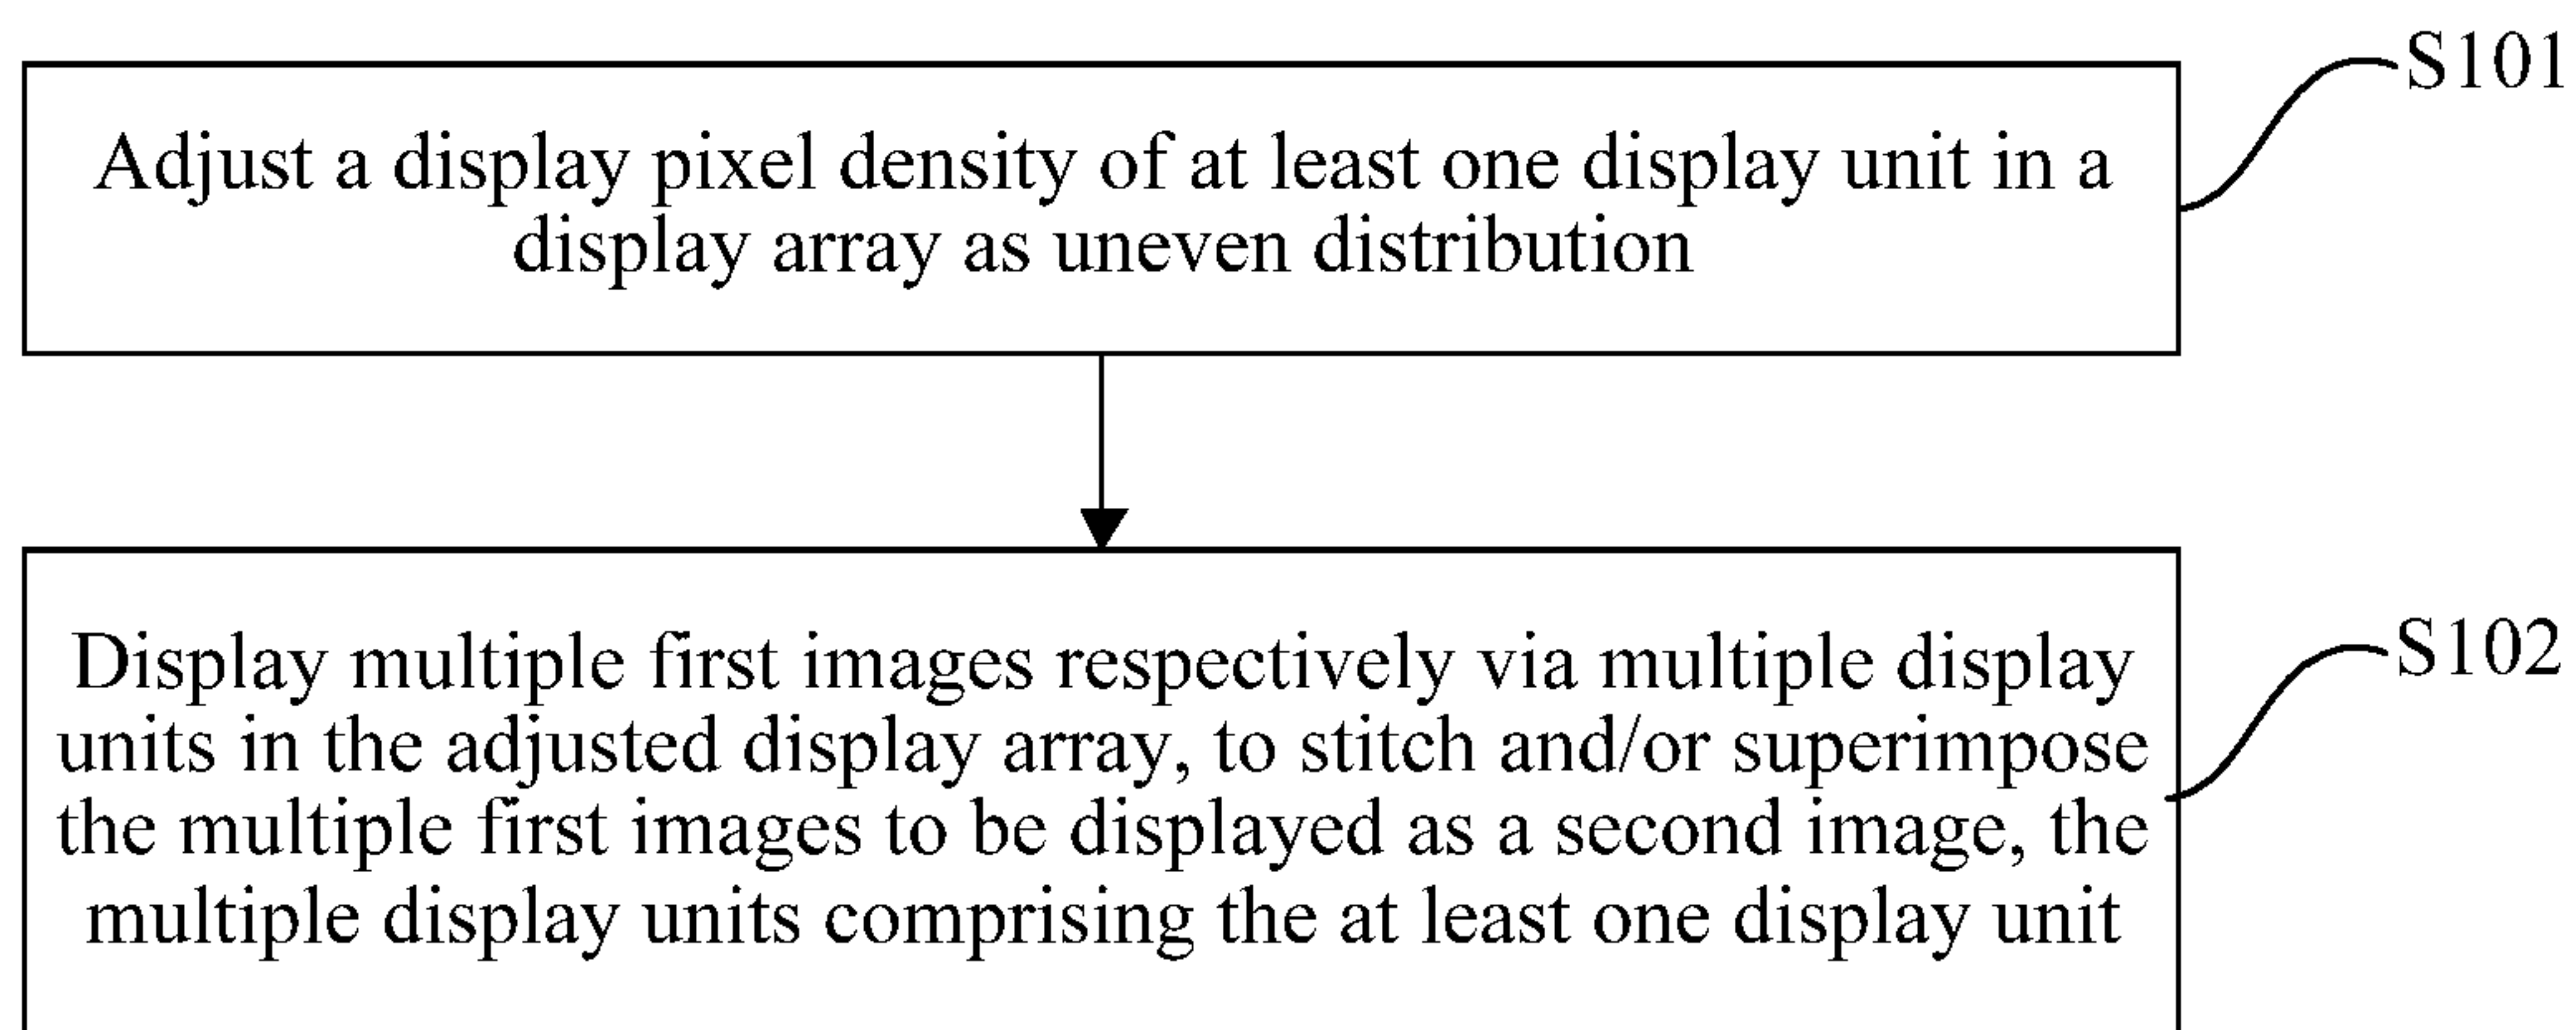 S101
Adjust a display pixel density of at least one display unit in a
display array as uneven distribution
Display multiple first images respectively via multiple display
units in the adjusted display array, to stitch and/or superimpose
the multiple first images to be displayed as a second image, the
multiple display units comprising the at least one display unit
S102